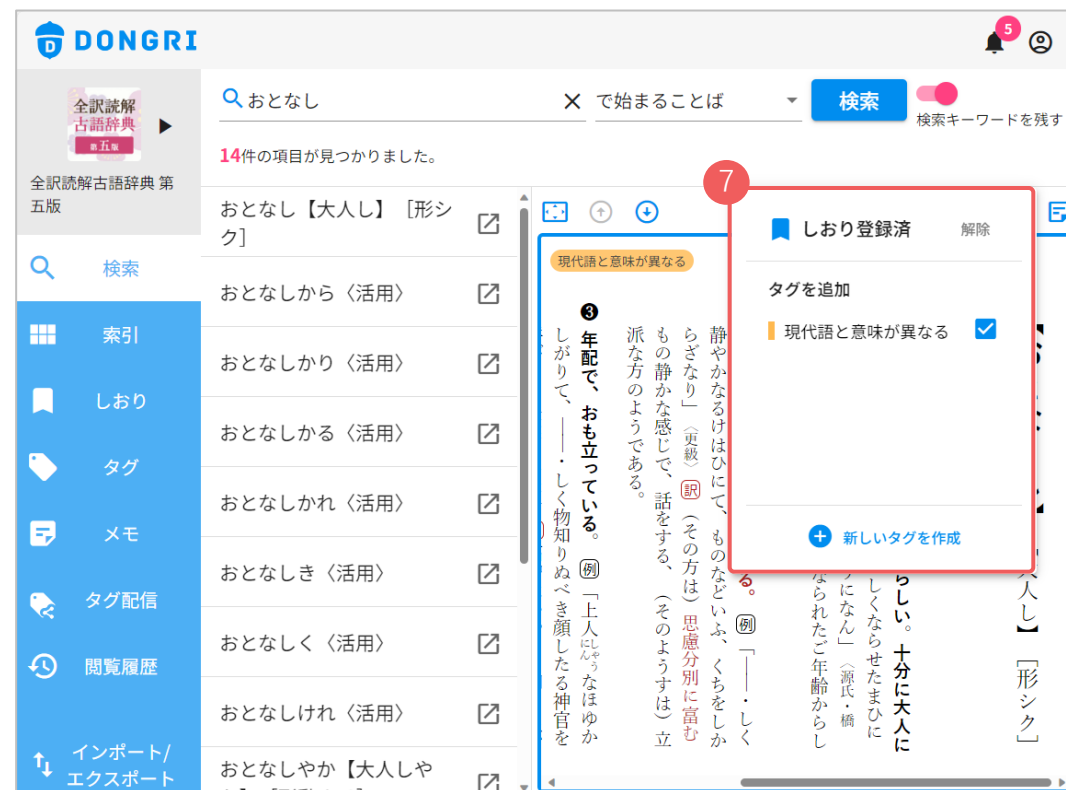 DONGRI
5
全訳読解
古語辞典
第五版
全訳読解古語辞典 第
五版
検索
索引
しおり
タグ
メモ
タグ配信
閲覧履歴
インポート/
エクスポート
おとなし
で始まることば
検索
検索キーワードを残す
14件の項目が見つかりました。
おとなし【大人し】［形シ
ク］
おとなしから〈活用〉
おとなしかり〈活用〉
おとなしかる〈活用〉
おとなしかれ〈活用〉
おとなしき〈活用〉
おとなしく〈活用〉
おとなしけれ〈活用〉
おとなしやか【大人しや
7
しおり登録済
解除
タグを追加
現代語と意味が異なる
新しいタグを作成
現代語と意味が異なる
人し】［形シク］
らしい。十分に大人に
しくならせたまひに
になん」〈源氏・橋
なられたご年齢からし
る。例「――・しく
静やかなるけはひにて、ものなどいふ、くちをしか
らざなり」〈更級〉訳（その方は）思慮分別に富む
もの静かな感じで、話をする、（そのようすは）立
派な方のようである。
❸年配で、おも立っている。例「上人しゃうにんなほゆか
しがりて、――・しく物知りぬべき顔したる神官を